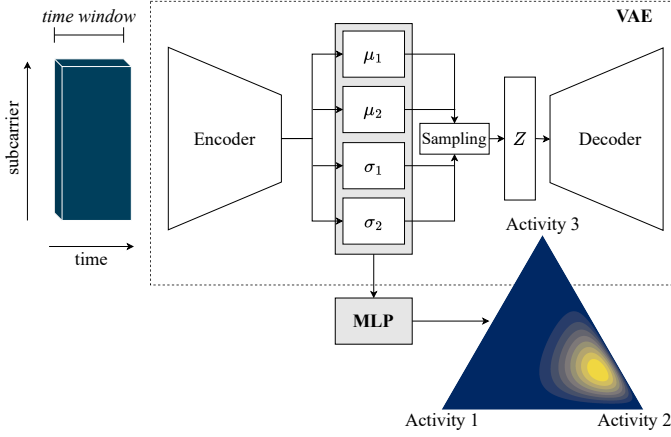 time window
VAE
subcarrier
time
Encoder
μ1
μ2
σ1
σ2
Sampling
Z
Decoder
MLP
Activity 3
Activity 1
Activity 2